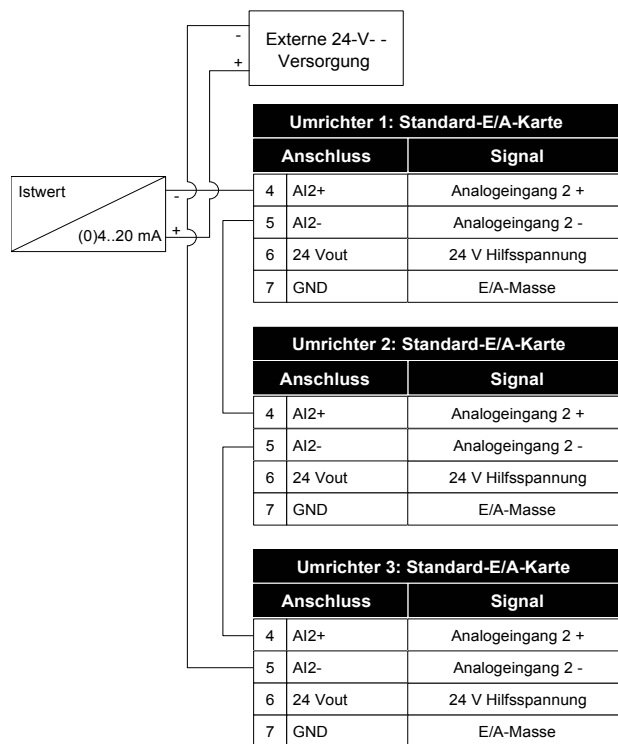 -
Externe 24-V- -
+
Versorgung
Umrichter 1: Standard-E/A-Karte
Anschluss Signal
Istwert
-
(0)4..20 mA
+
4 AI2+ Analogeingang 2 +
5 AI2- Analogeingang 2 -
6 24 Vout 24 V Hilfsspannung
7 GND E/A-Masse
Umrichter 2: Standard-E/A-Karte
Anschluss Signal
4 AI2+ Analogeingang 2 +
5 AI2- Analogeingang 2 -
6 24 Vout 24 V Hilfsspannung
7 GND E/A-Masse
Umrichter 3: Standard-E/A-Karte
Anschluss Signal
4 AI2+ Analogeingang 2 +
5 AI2- Analogeingang 2 -
6 24 Vout 24 V Hilfsspannung
7 GND E/A-Masse